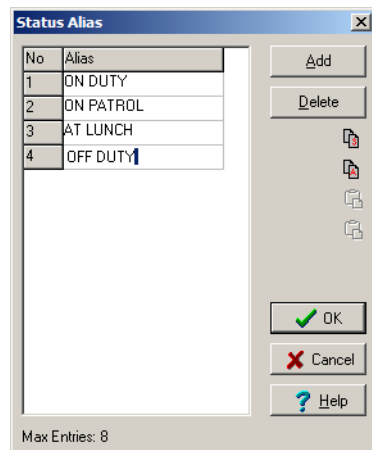 Status Alias
No Alias
1 ON DUTY
2 ON PATROL
3 AT LUNCH
4 OFF DUTY
Add
Delete
S
A
OK
Cancel
Help
Max Entries: 8